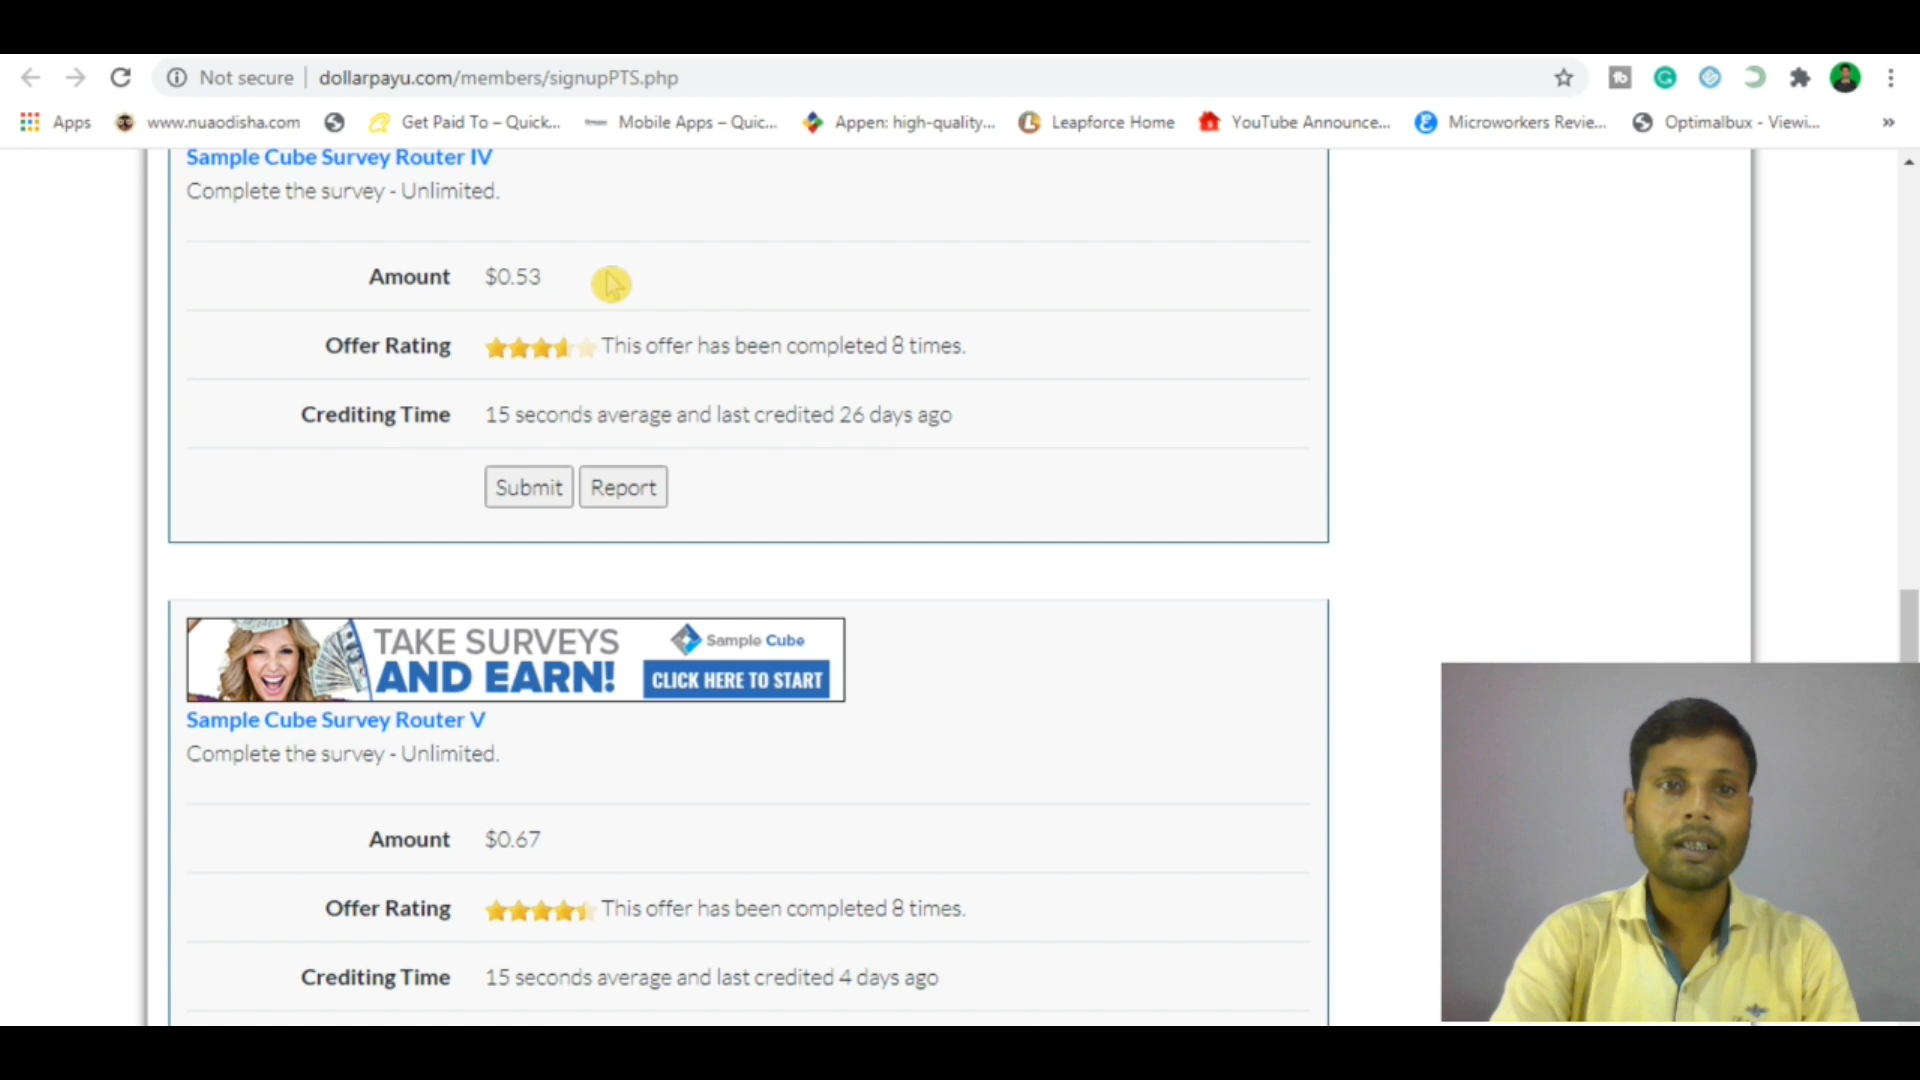 Not secure | dollarpayu.com/members/signupPTS.php
Apps www.nuaodisha.com Get Paid To – Quick... Mobile Apps – Quic... Appen: high-quality... Leapforce Home YouTube Announce... Microworkers Revie... Optimalbux - Viewi... »
Sample Cube Survey Router IV
Complete the survey - Unlimited.
Amount $0.53
Offer Rating This offer has been completed 8 times.
Crediting Time 15 seconds average and last credited 26 days ago
Submit Report
TAKE SURVEYS
AND EARN!
Sample Cube
CLICK HERE TO START
Sample Cube Survey Router V
Complete the survey - Unlimited.
Amount $0.67
Offer Rating This offer has been completed 8 times.
Crediting Time 15 seconds average and last credited 4 days ago